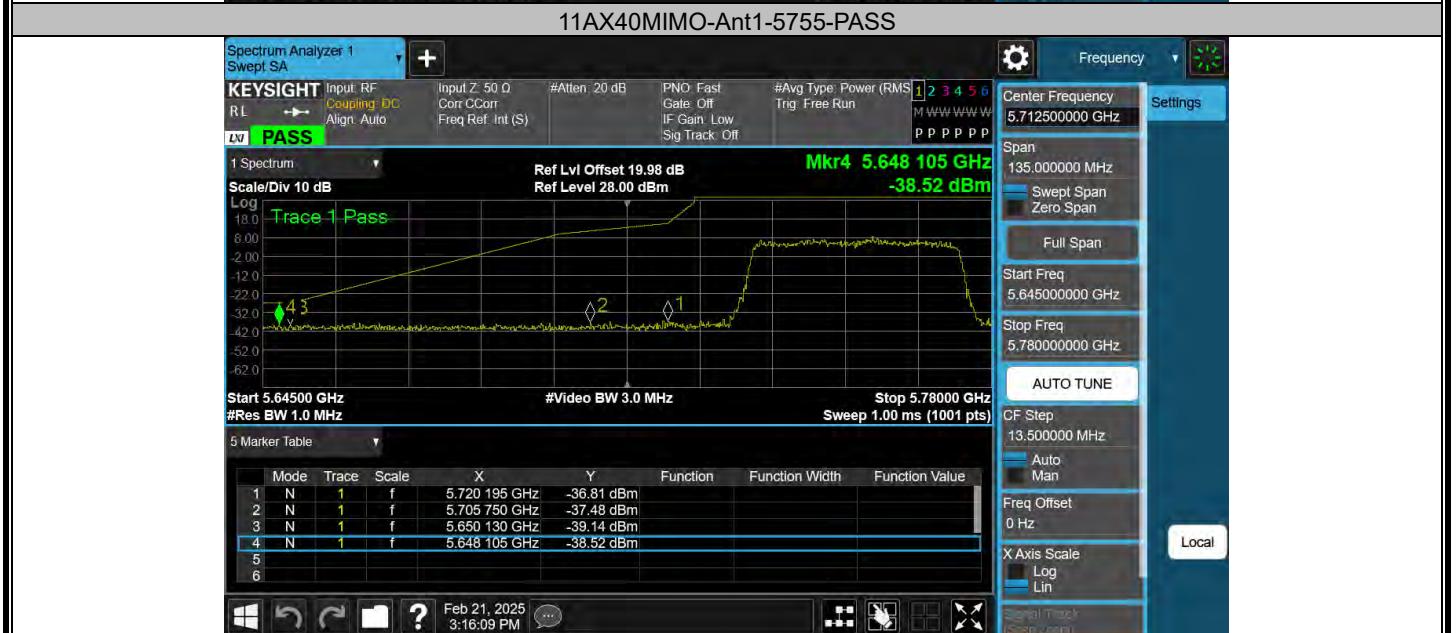 11AX40MIMO-Ant1-5755-PASS
Spectrum Analyzer 1
Swept SA
+
Frequency
KEYSIGHT
Input: RF
Input Z: 50 Ω
#Atten: 20 dB
PNO: Fast
#Avg Type: Power (RMS
1 2 3 4 5 6
RL
Coupling: DC
Corr CCorr
Gate: Off
Trig: Free Run
M W W W W W
Align: Auto
Freq Ref: Int (S)
IF Gain: Low
LXI PASS
Sig Track: Off
P P P P P P
Center Frequency
5.712500000 GHz
Settings
1 Spectrum
Ref Lvl Offset 19.98 dB
Mkr4 5.648 105 GHz
Scale/Div 10 dB
Ref Level 28.00 dBm
-38.52 dBm
Log
Trace 1 Pass
18.0
8.00
-2.00
-12.0
-22.0
-32.0
-42.0
-52.0
-62.0
4 3
2
1
Start 5.64500 GHz
#Video BW 3.0 MHz
Stop 5.78000 GHz
#Res BW 1.0 MHz
Sweep 1.00 ms (1001 pts)
Span
135.000000 MHz
Swept Span
Zero Span
Full Span
Start Freq
5.645000000 GHz
Stop Freq
5.780000000 GHz
AUTO TUNE
CF Step
13.500000 MHz
Auto
Man
Freq Offset
0 Hz
X Axis Scale
Log
Lin
Signal Track
Local
5 Marker Table
Mode Trace Scale X Y Function Function Width Function Value
1 N 1 f 5.720 195 GHz -36.81 dBm
2 N 1 f 5.705 750 GHz -37.48 dBm
3 N 1 f 5.650 130 GHz -39.14 dBm
4 N 1 f 5.648 105 GHz -38.52 dBm
5
6
?
Feb 21, 2025
3:16:09 PM